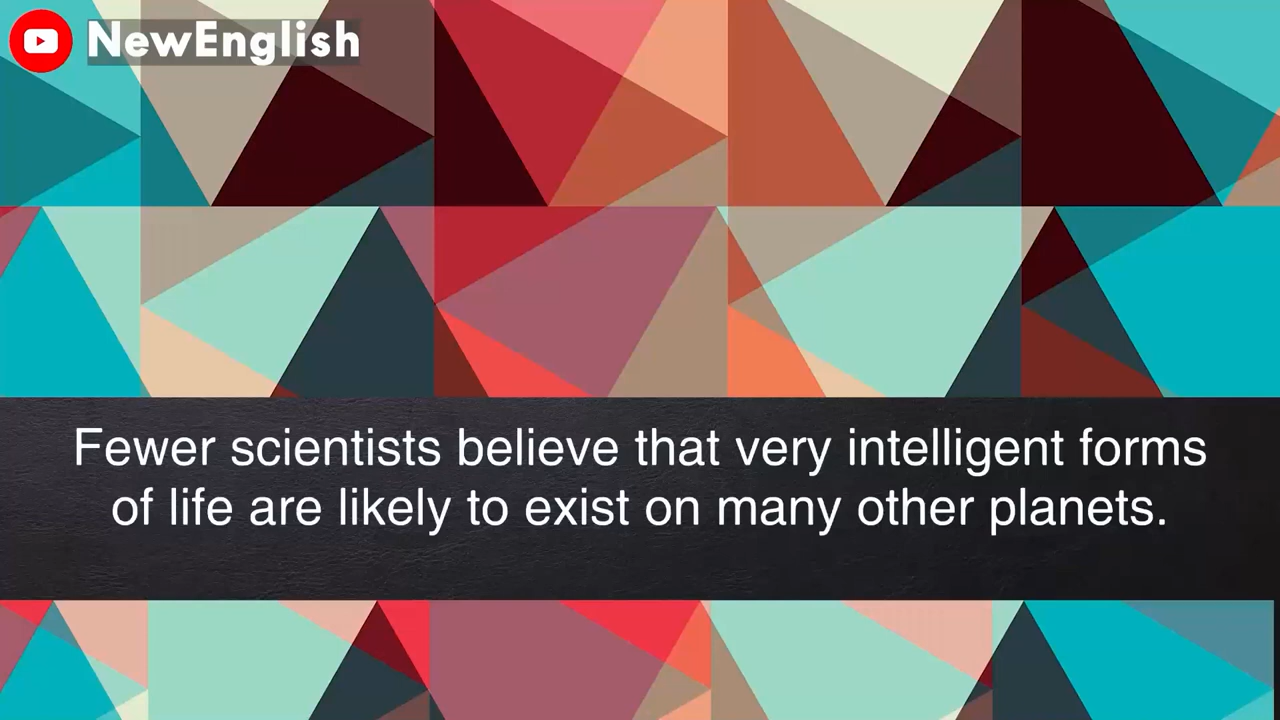 NewEnglish
Fewer scientists believe that very intelligent forms
of life are likely to exist on many other planets.